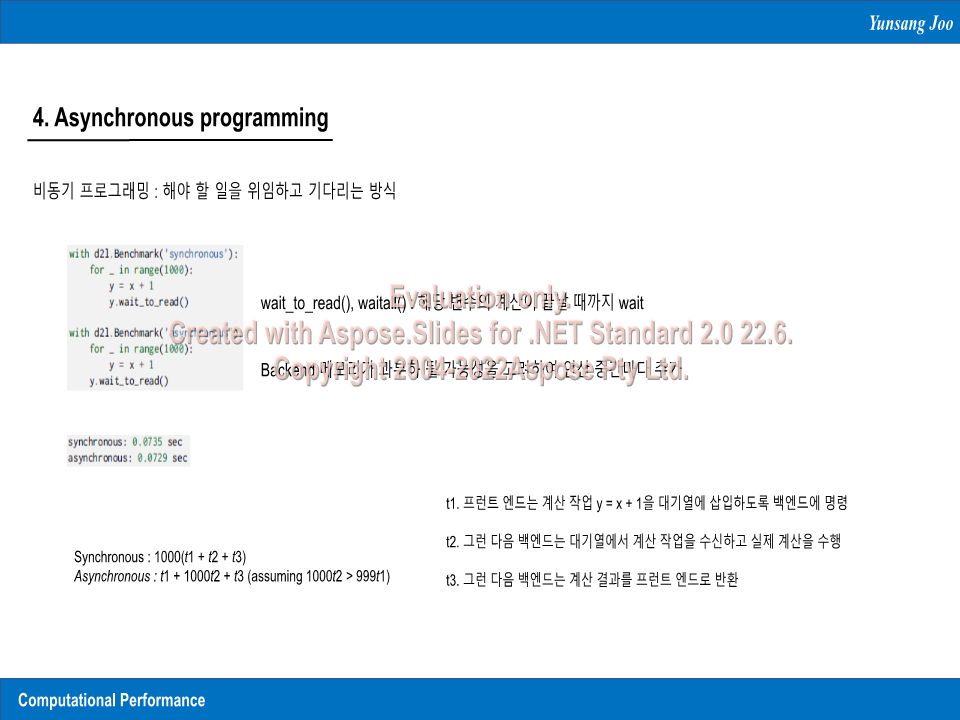 Yunsang Joo
4. Asynchronous programming
비동기 프로그래밍 : 해야 할 일을 위임하고 기다리는 방식
with d2l.Benchmark('synchronous'):
for _ in range(1000):
y = x + 1
y.wait_to_read()
with d2l.Benchmark('asynchronous'):
for _ in range(1000):
y = x + 1
y.wait_to_read()
wait_to_read(), waitall() : 해당 변수의 계산이 끝날 때까지 wait
Evaluation only.
Created with Aspose.Slides for .NET Standard 2.0 22.6.
Backend 메모리가 과부하 될 가능성을 고려하여 연산 중간마다 추가
Copyright 2004-2022Aspose Pty Ltd.
synchronous: 0.0735 sec
asynchronous: 0.0729 sec
t1. 프런트 엔드는 계산 작업 y = x + 1을 대기열에 삽입하도록 백엔드에 명령
t2. 그런 다음 백엔드는 대기열에서 계산 작업을 수신하고 실제 계산을 수행
t3. 그런 다음 백엔드는 계산 결과를 프런트 엔드로 반환
Synchronous : 1000(t1 + t2 + t3)
Asynchronous : t1 + 1000t2 + t3 (assuming 1000t2 > 999t1)
Computational Performance